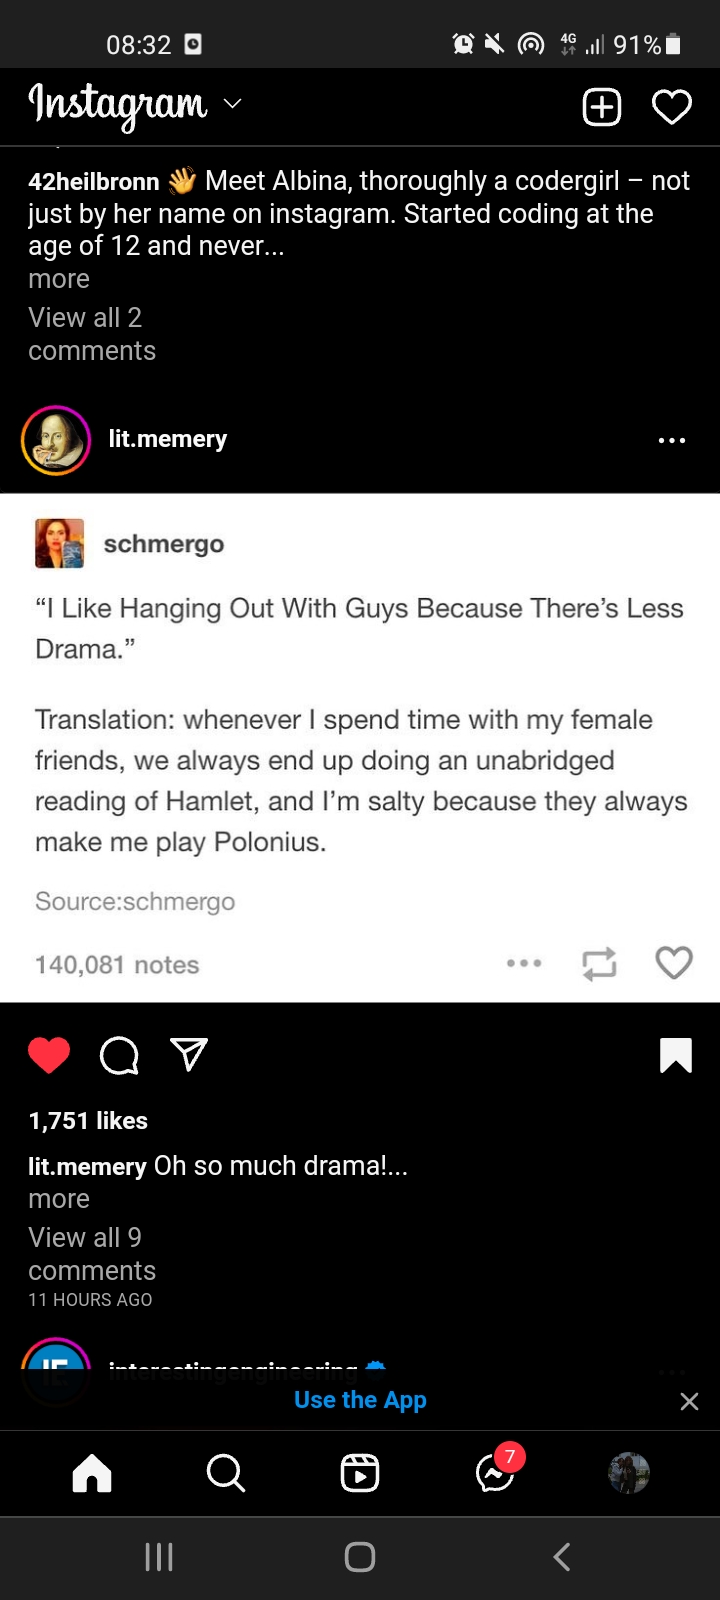 08:32
4G 91%
Instagram
42heilbronn 👋 Meet Albina, thoroughly a codergirl – not
just by her name on instagram. Started coding at the
age of 12 and never...
more
View all 2
comments
lit.memery
schmergo
“I Like Hanging Out With Guys Because There’s Less
Drama.”
Translation: whenever I spend time with my female
friends, we always end up doing an unabridged
reading of Hamlet, and I’m salty because they always
make me play Polonius.
Source:schmergo
140,081 notes
1,751 likes
lit.memery Oh so much drama!...
more
View all 9
comments
11 HOURS AGO
IE interestingengineering
Use the App
7